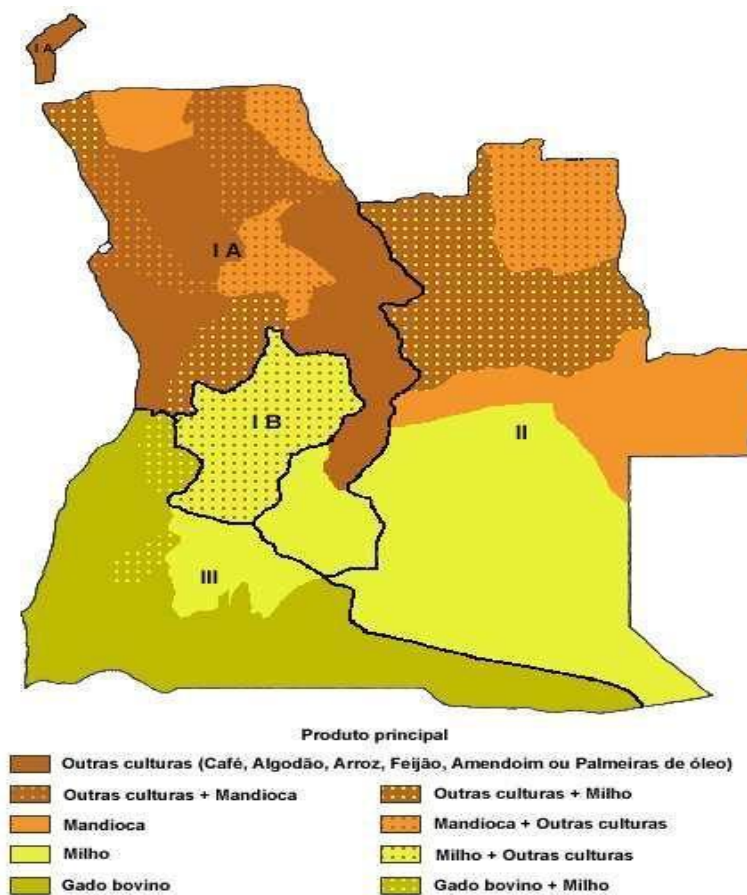 I A
I A
I B
II
III
Produto principal
Outras culturas (Café, Algodão, Arroz, Feijão, Amendoim ou Palmeiras de óleo)
Outras culturas + Mandioca
Outras culturas + Milho
Mandioca
Mandioca + Outras culturas
Milho
Milho + Outras culturas
Gado bovino
Gado bovino + Milho